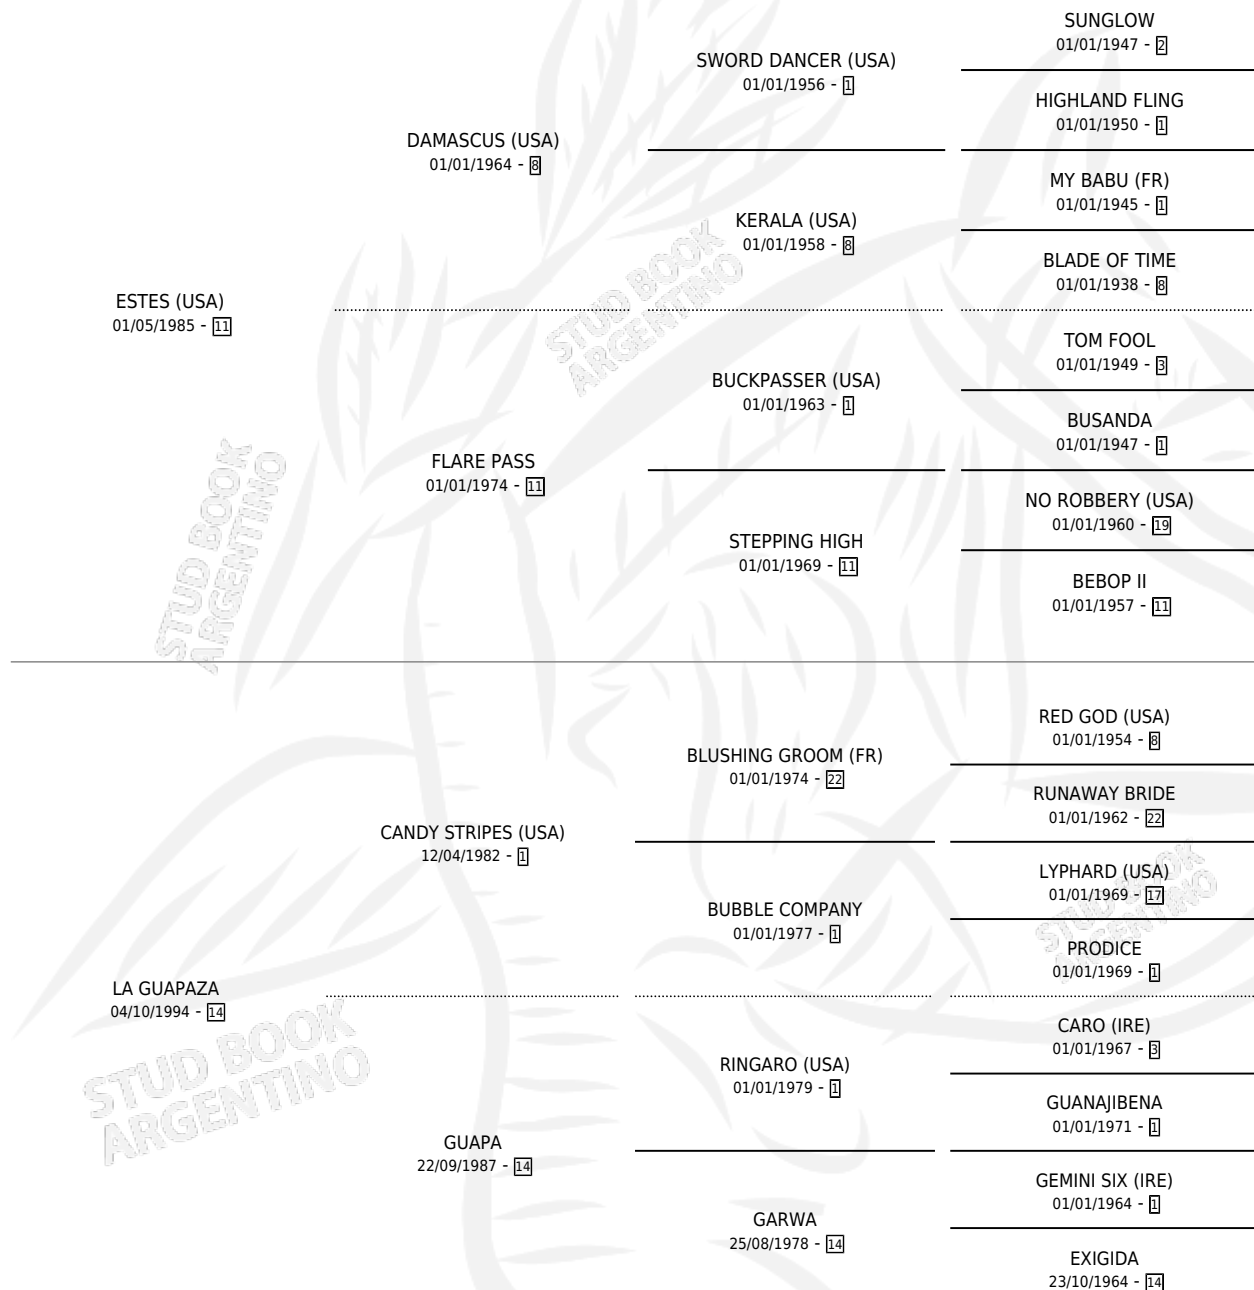 SUNGLOW
01/01/1947 - 2
SWORD DANCER (USA)
01/01/1956 - 1
HIGHLAND FLING
01/01/1950 - 1
DAMASCUS (USA)
01/01/1964 - 8
MY BABU (FR)
01/01/1945 - 1
KERALA (USA)
01/01/1958 - 8
BLADE OF TIME
01/01/1938 - 8
ESTES (USA)
01/05/1985 - 11
STUD BOOK
ARGENTINO
TOM FOOL
01/01/1949 - 3
BUCKPASSER (USA)
01/01/1963 - 1
BUSANDA
01/01/1947 - 1
FLARE PASS
01/01/1974 - 11
NO ROBBERY (USA)
01/01/1960 - 19
STEPPING HIGH
01/01/1969 - 11
BEBOP II
01/01/1957 - 11
STUD BOOK
ARGENTINO
RED GOD (USA)
01/01/1954 - 8
BLUSHING GROOM (FR)
01/01/1974 - 22
RUNAWAY BRIDE
01/01/1962 - 22
CANDY STRIPES (USA)
12/04/1982 - 1
LYPHARD (USA)
01/01/1969 - 17
BUBBLE COMPANY
01/01/1977 - 1
STUD BOOK
ARGENTINO
PRODICE
01/01/1969 - 1
LA GUAPAZA
04/10/1994 - 14
CARO (IRE)
01/01/1967 - 3
RINGARO (USA)
01/01/1979 - 1
STUD BOOK
ARGENTINO
GUANAJIBENA
01/01/1971 - 1
GUAPA
22/09/1987 - 14
GEMINI SIX (IRE)
01/01/1964 - 1
GARWA
25/08/1978 - 14
EXIGIDA
23/10/1964 - 14